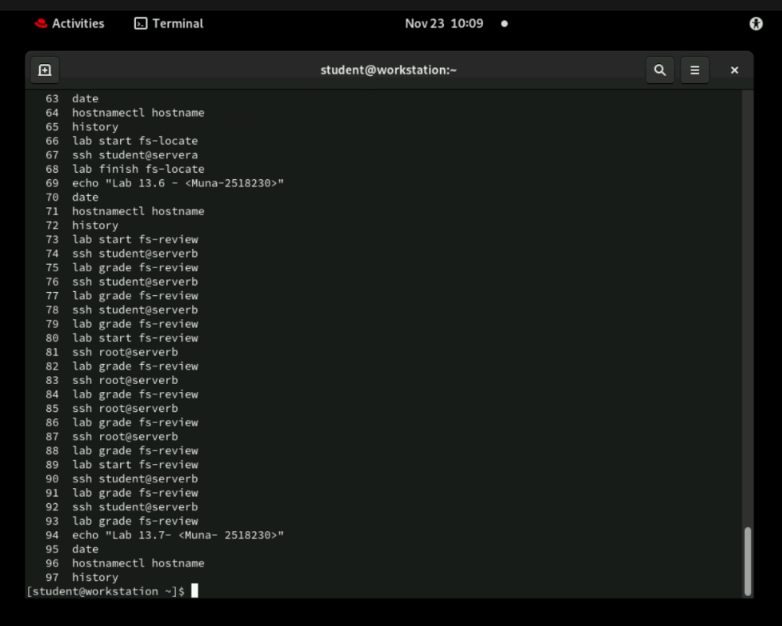 Activities Terminal Nov 23 10:09
student@workstation:~
63 date
64 hostnamectl hostname
65 history
66 lab start fs-locate
67 ssh student@servera
68 lab finish fs-locate
69 echo "Lab 13.6 - <Muna-2518230>"
70 date
71 hostnamectl hostname
72 history
73 lab start fs-review
74 ssh student@serverb
75 lab grade fs-review
76 ssh student@serverb
77 lab grade fs-review
78 ssh student@serverb
79 lab grade fs-review
80 lab start fs-review
81 ssh root@serverb
82 lab grade fs-review
83 ssh root@serverb
84 lab grade fs-review
85 ssh root@serverb
86 lab grade fs-review
87 ssh root@serverb
88 lab grade fs-review
89 lab start fs-review
90 ssh student@serverb
91 lab grade fs-review
92 ssh student@serverb
93 lab grade fs-review
94 echo "Lab 13.7- <Muna- 2518230>"
95 date
96 hostnamectl hostname
97 history
[student@workstation ~]$